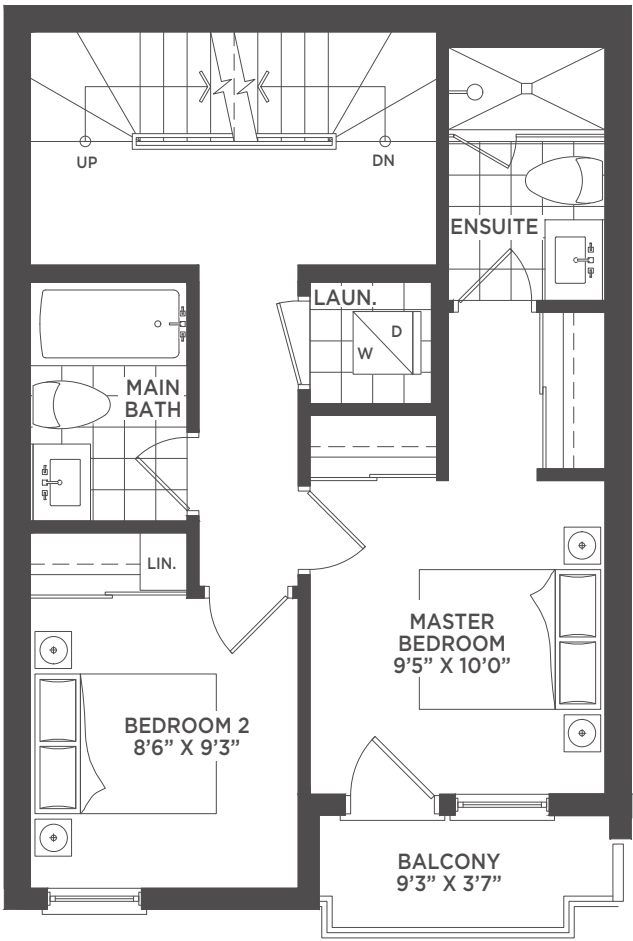 UP
DN
ENSUITE
LAUN.
D
W
MAIN
BATH
LIN.
MASTER
BEDROOM
9’5” X 10’0”
BEDROOM 2
8’6” X 9’3”
BALCONY
9’3” X 3’7”